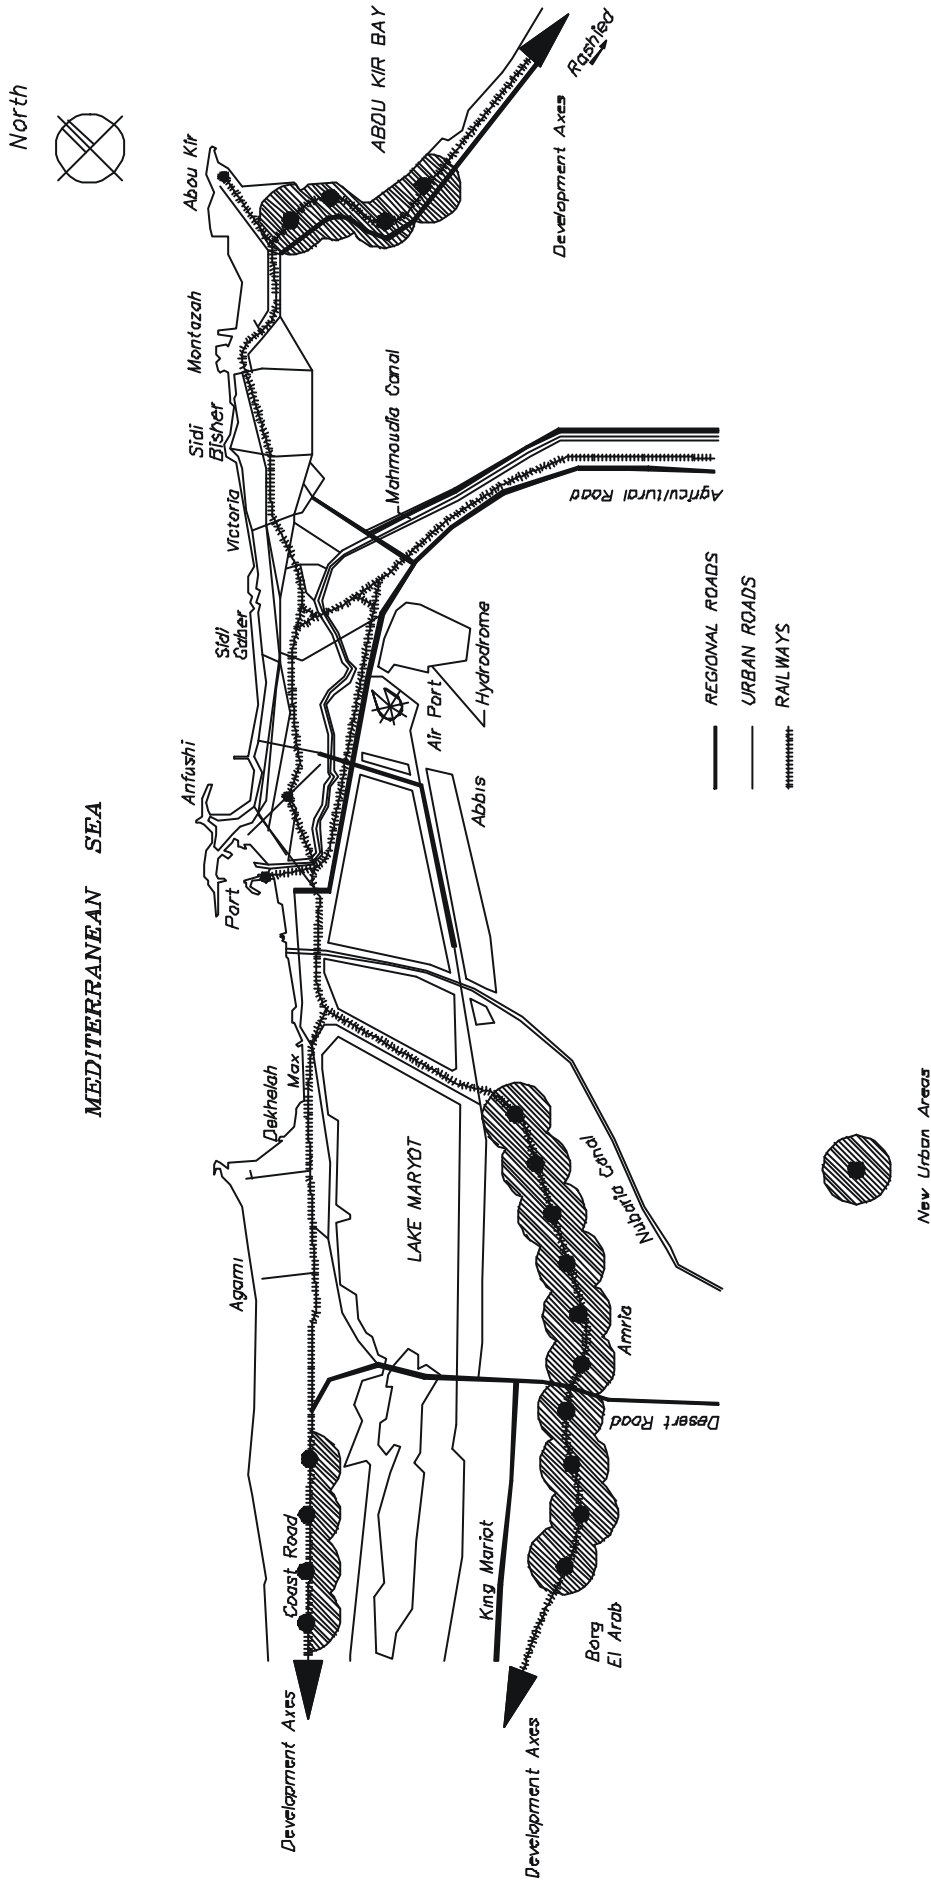 North
MEDITERRANEAN SEA
ABOU KIR BAY
Rashied
Abou Kir
Montazah
Sidi
Bisher
Victoria
Sidi
Gaber
Anfushi
Port
Dekhelah
Max
Agami
Coast Road
Development Axes
Development Axes
Development Axes
Mahmoudia Canal
Agricultural Road
Hydrodrome
Air Port
Abbis
LAKE MARYOT
Nubaria Canal
Amria
Desert Road
King Mariot
Borg
El Arab
REGIONAL ROADS
URBAN ROADS
RAILWAYS
New Urban Areas